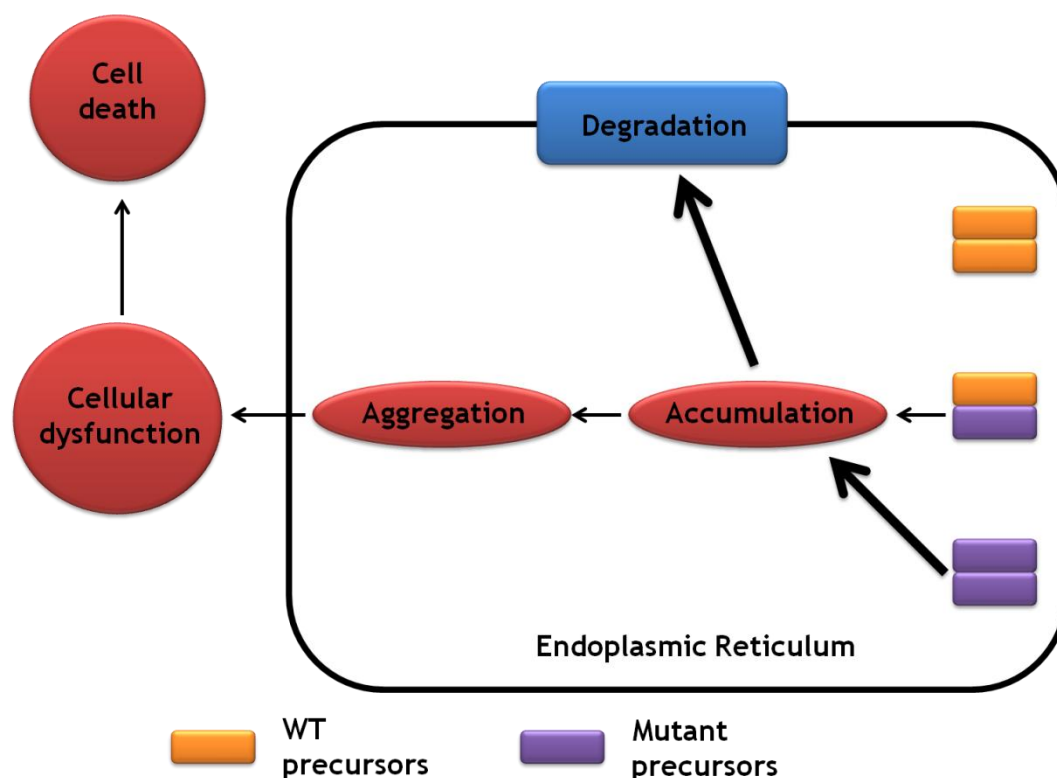 Cell
death
Degradation
Cellular
dysfunction
Aggregation
Accumulation
Endoplasmic Reticulum
WT
precursors
Mutant
precursors